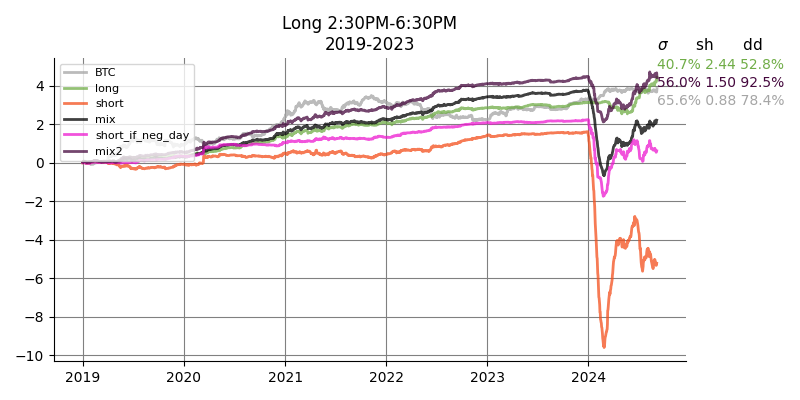 Long 2:30PM-6:30PM
2019-2023
σ sh dd
40.7% 2.44 52.8%
56.0% 1.50 92.5%
65.6% 0.88 78.4%
BTC
long
short
mix
short_if_neg_day
mix2
4
2
0
−2
−4
−6
−8
−10
2019 2020 2021 2022 2023 2024